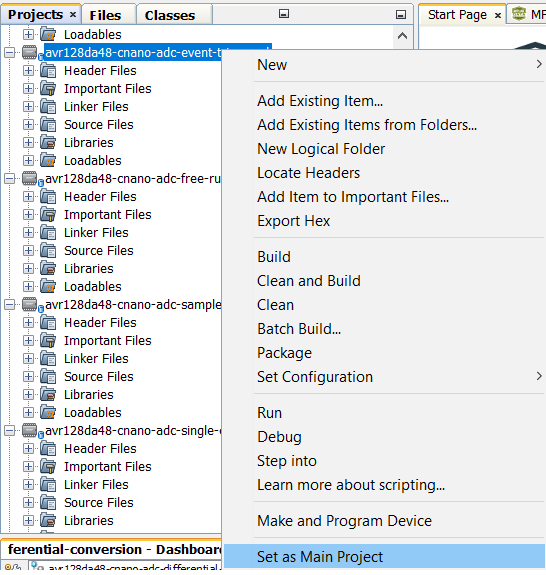 Projects × Files Classes
Loadables
avr128da48-cnano-adc-event-
Header Files
Important Files
Linker Files
Source Files
Libraries
Loadables
avr128da48-cnano-adc-free-ru
Header Files
Important Files
Linker Files
Source Files
Libraries
Loadables
avr128da48-cnano-adc-sample
Header Files
Important Files
Linker Files
Source Files
Libraries
Loadables
avr128da48-cnano-adc-single-
Header Files
Important Files
Linker Files
Source Files
Libraries
ferential-conversion - Dashboard
avr128da48-cnano-adc-differential-
Start Page ×
New
Add Existing Item...
Add Existing Items from Folders...
New Logical Folder
Locate Headers
Add Item to Important Files...
Export Hex
Build
Clean and Build
Clean
Batch Build...
Package
Set Configuration
Run
Debug
Step into
Learn more about scripting...
Make and Program Device
Set as Main Project